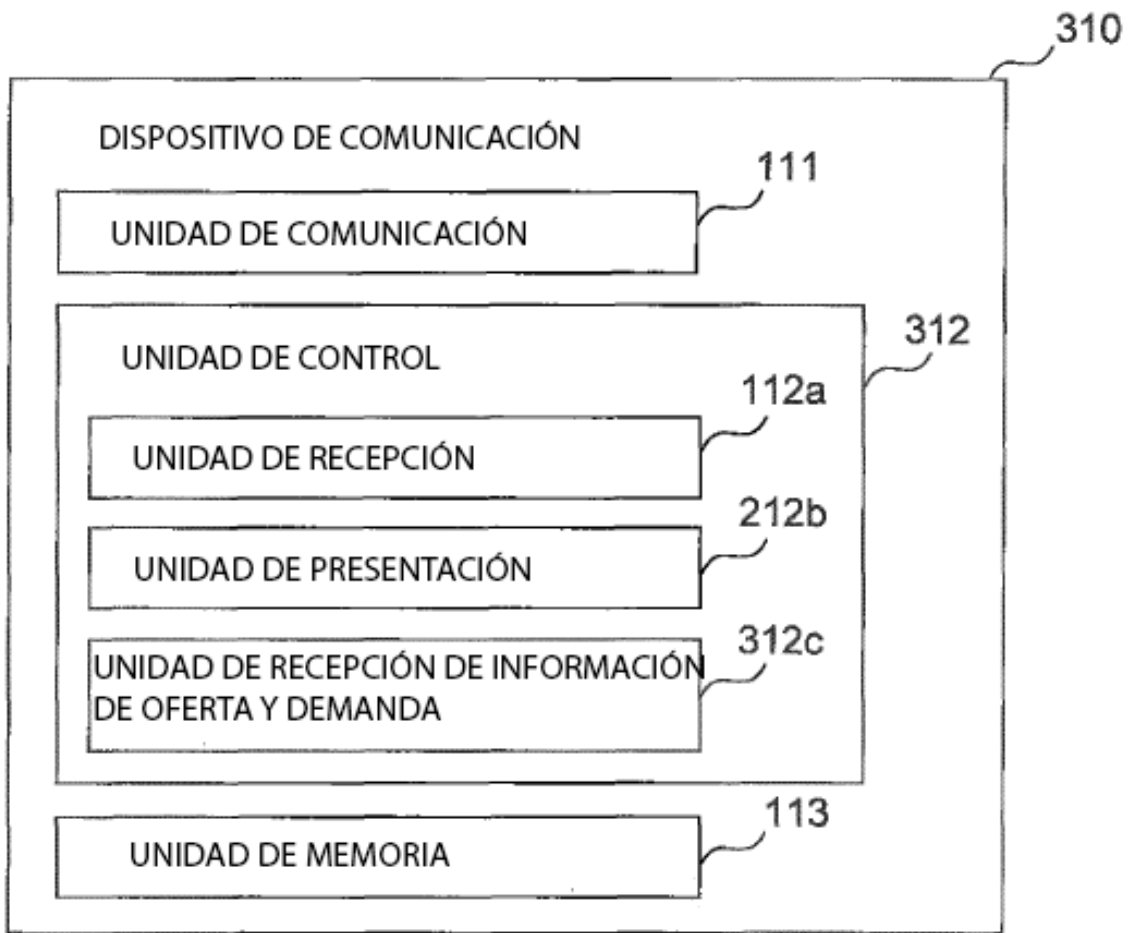 310
DISPOSITIVO DE COMUNICACIÓN
111
UNIDAD DE COMUNICACIÓN
312
UNIDAD DE CONTROL
112a
UNIDAD DE RECEPCIÓN
212b
UNIDAD DE PRESENTACIÓN
312c
UNIDAD DE RECEPCIÓN DE INFORMACIÓN
DE OFERTA Y DEMANDA
113
UNIDAD DE MEMORIA